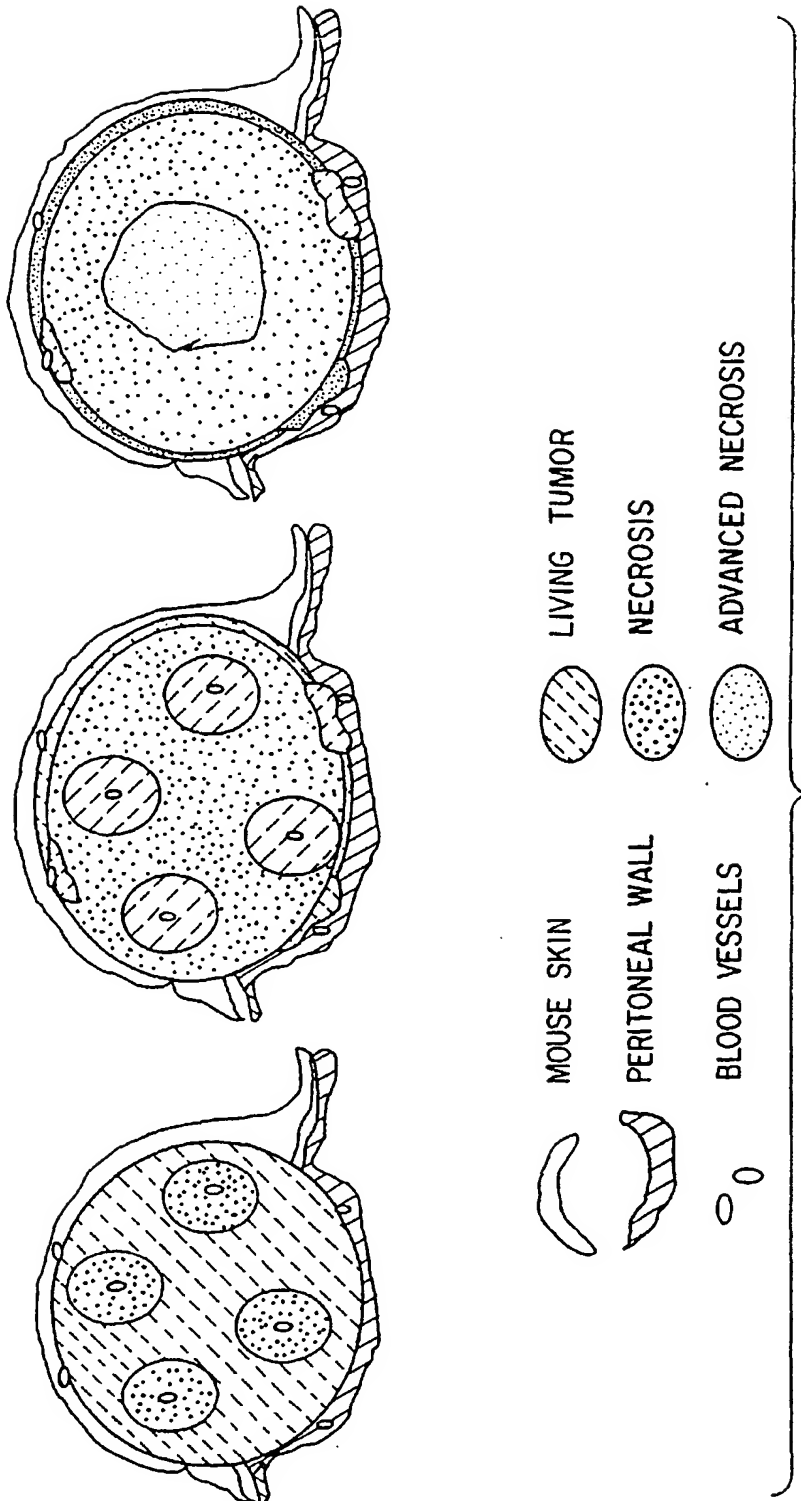 MOUSE SKIN
LIVING TUMOR
PERITONEAL WALL
NECROSIS
BLOOD VESSELS
ADVANCED NECROSIS